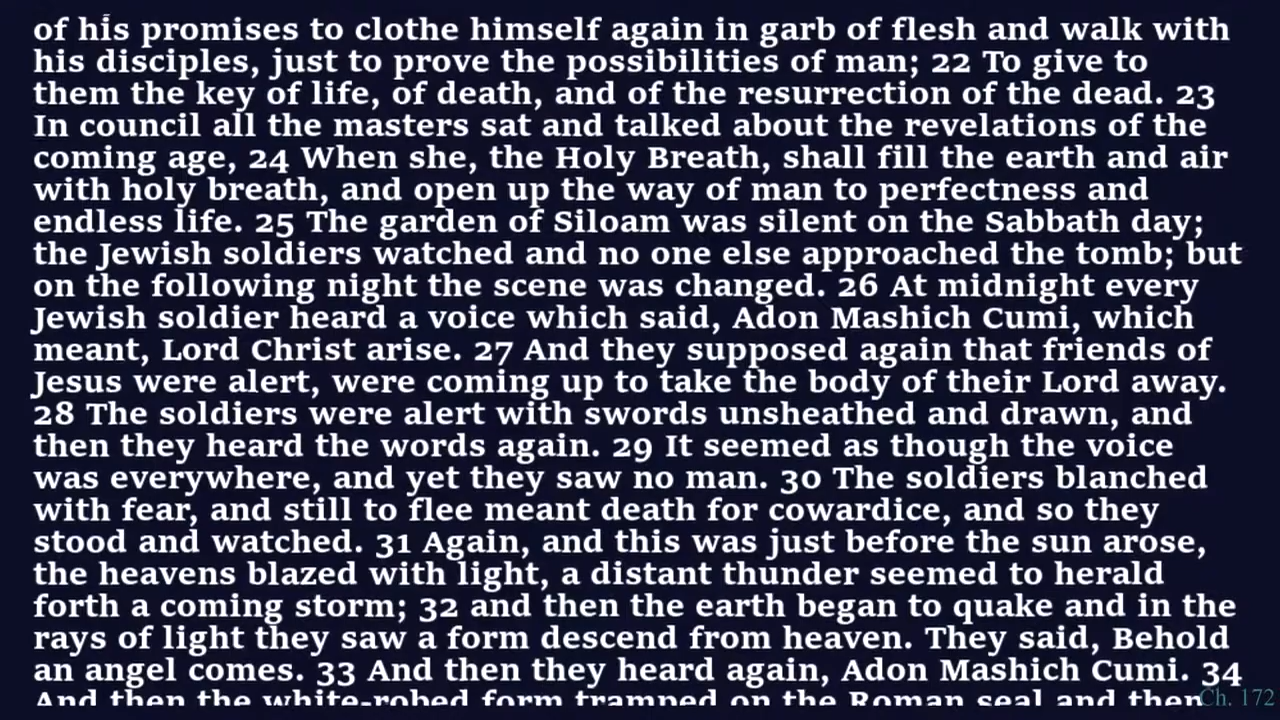 of his promises to clothe himself again in garb of flesh and walk with
his disciples, just to prove the possibilities of man; 22 To give to
them the key of life, of death, and of the resurrection of the dead. 23
In council all the masters sat and talked about the revelations of the
coming age, 24 When she, the Holy Breath, shall fill the earth and air
with holy breath, and open up the way of man to perfectness and
endless life. 25 The garden of Siloam was silent on the Sabbath day;
the Jewish soldiers watched and no one else approached the tomb; but
on the following night the scene was changed. 26 At midnight every
Jewish soldier heard a voice which said, Adon Mashich Cumi, which
meant, Lord Christ arise. 27 And they supposed again that friends of
Jesus were alert, were coming up to take the body of their Lord away.
28 The soldiers were alert with swords unsheathed and drawn, and
then they heard the words again. 29 It seemed as though the voice
was everywhere, and yet they saw no man. 30 The soldiers blanched
with fear, and still to flee meant death for cowardice, and so they
stood and watched. 31 Again, and this was just before the sun arose,
the heavens blazed with light, a distant thunder seemed to herald
forth a coming storm; 32 and then the earth began to quake and in the
rays of light they saw a form descend from heaven. They said, Behold
an angel comes. 33 And then they heard again, Adon Mashich Cumi. 34
And then the white-robed form tramped on the Roman seal and then
Ch. 172